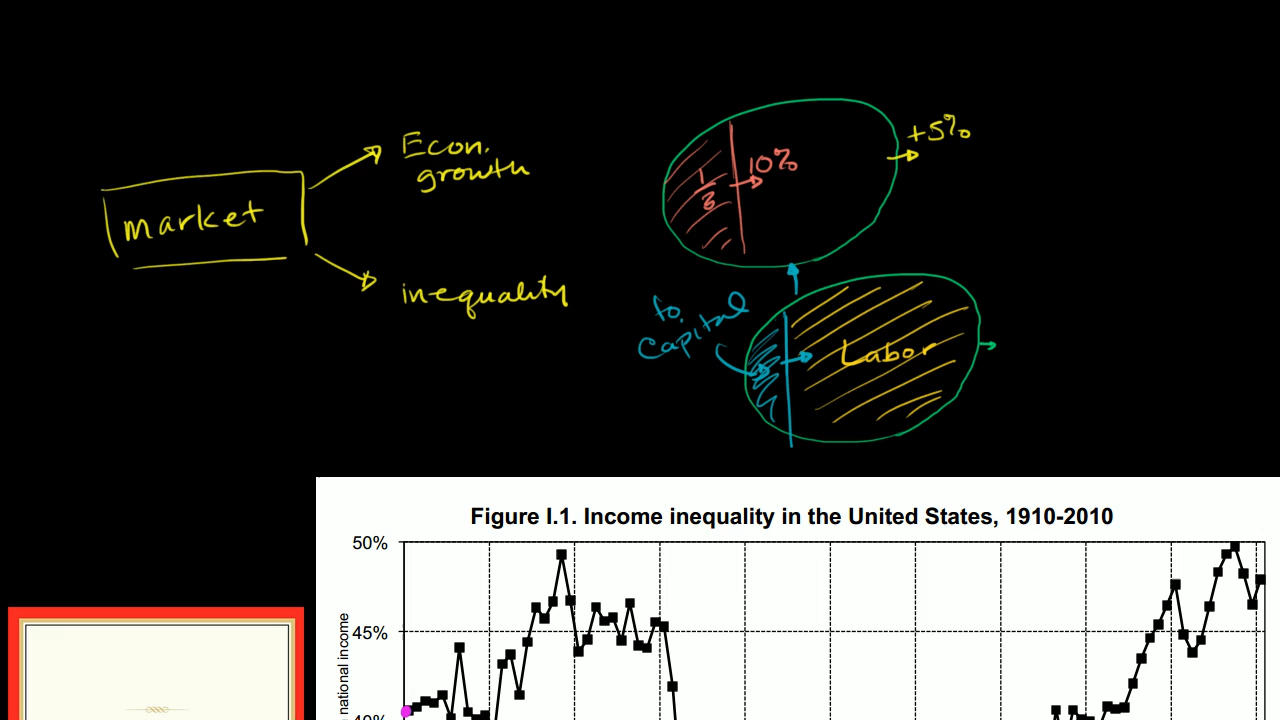 Econ.
growth
market
inequality
+5%
10%
1
3
to
capital
Labor
Figure I.1. Income inequality in the United States, 1910-2010
50%
45%
40%
national income